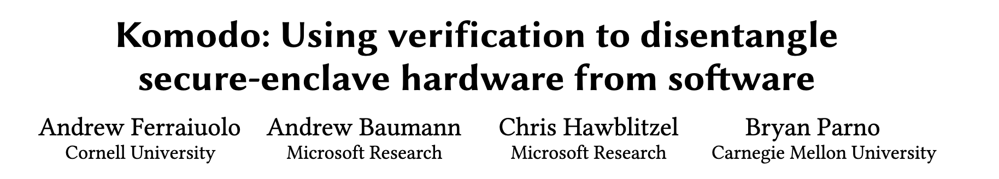 Komodo: Using verification to disentangle
secure-enclave hardware from software
Andrew Ferraiuolo Andrew Baumann Chris Hawblitzel Bryan Parno
Cornell University Microsoft Research Microsoft Research Carnegie Mellon University